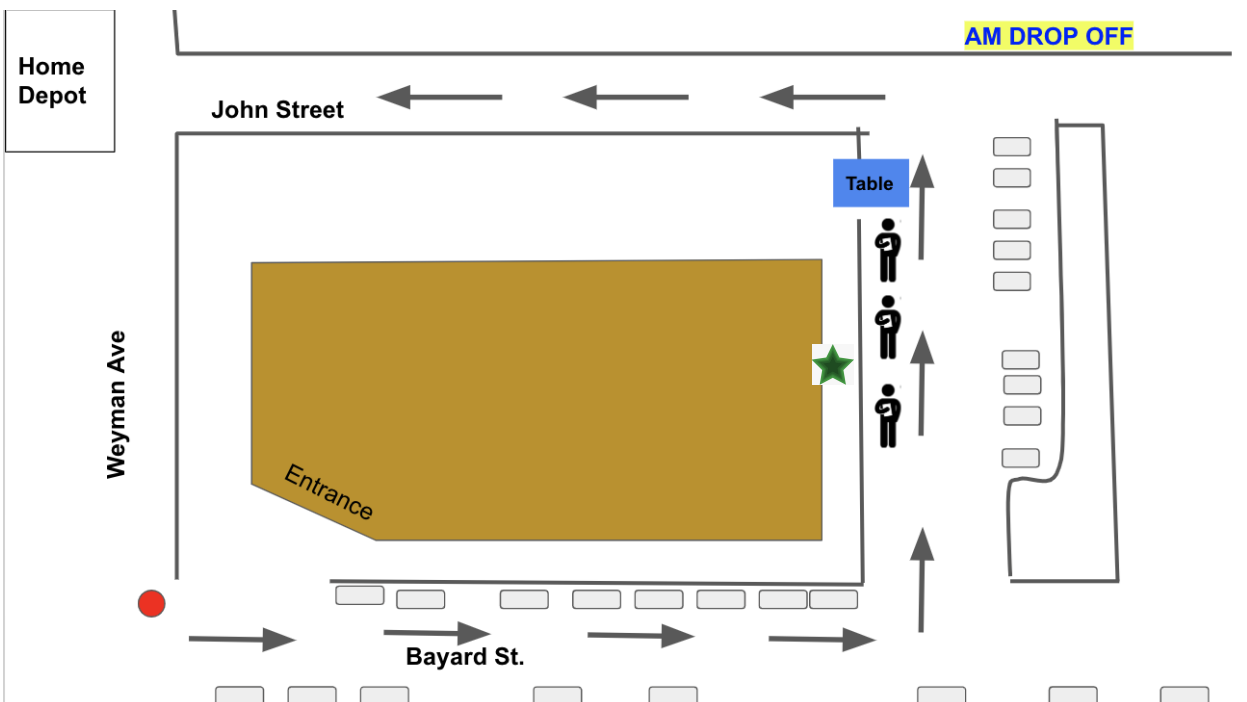 AM DROP OFF
Home
Depot
John Street
Table
Weyman Ave
Entrance
Bayard St.